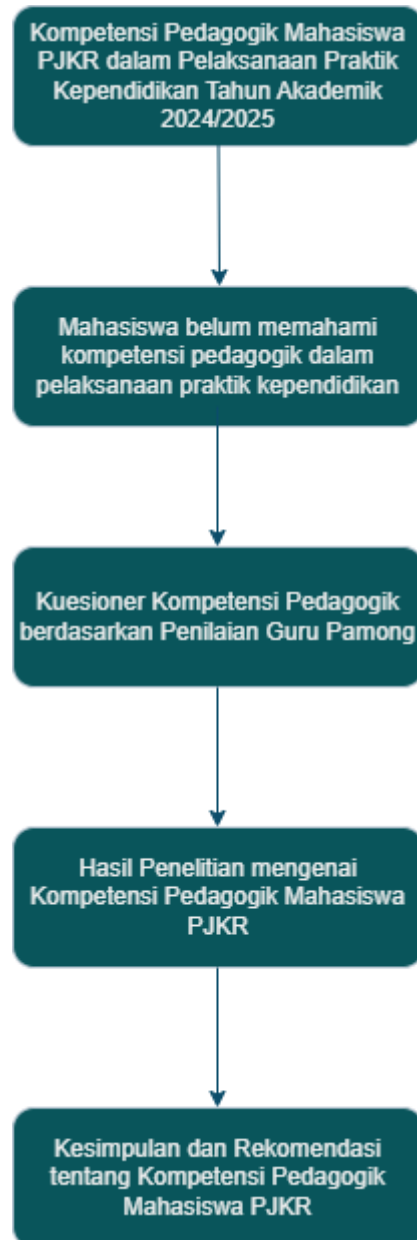 Kompetensi Pedagogik Mahasiswa
PJKR dalam Pelaksanaan Praktik
Kependidikan Tahun Akademik
2024/2025
Mahasiswa belum memahami
kompetensi pedagogik dalam
pelaksanaan praktik kependidikan
Kuesioner Kompetensi Pedagogik
berdasarkan Penilaian Guru Pamong
Hasil Penelitian mengenai
Kompetensi Pedagogik Mahasiswa
PJKR
Kesimpulan dan Rekomendasi
tentang Kompetensi Pedagogik
Mahasiswa PJKR